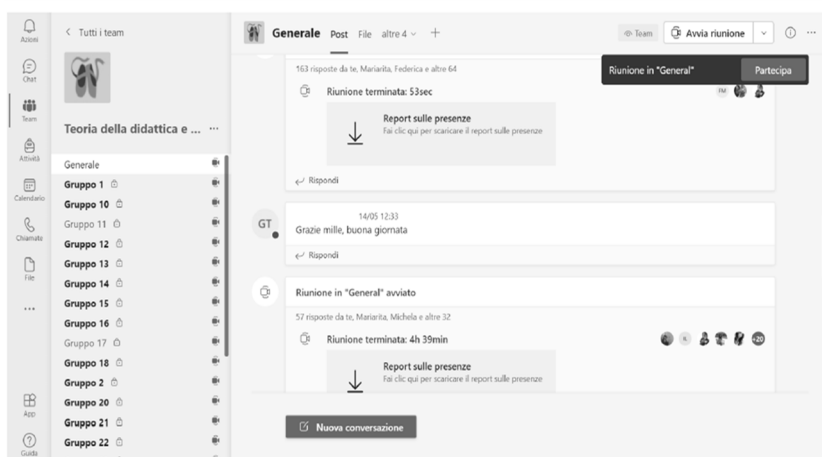 Azioni
Chat
Team
Attività
Calendario
Chiamate
File
App
Guida
Tutti i team
Teoria della didattica e ...
Generale
Gruppo 1
Gruppo 10
Gruppo 11
Gruppo 12
Gruppo 13
Gruppo 14
Gruppo 15
Gruppo 16
Gruppo 17
Gruppo 18
Gruppo 2
Gruppo 20
Gruppo 21
Gruppo 22
Generale Post File altre 4
Team Avvia riunione
Riunione in "General" Partecipa
163 risposte da te, Mariarita, Federica e altre 64
Riunione terminata: 53sec
FM
Report sulle presenze
Fai clic qui per scaricare il report sulle presenze
Rispondi
GT
14/05 12:33
Grazie mille, buona giornata
Rispondi
Riunione in "General" avviato
57 risposte da te, Mariarita, Michela e altre 32
Riunione terminata: 4h 39min
+20
Report sulle presenze
Fai clic qui per scaricare il report sulle presenze
Nuova conversazione